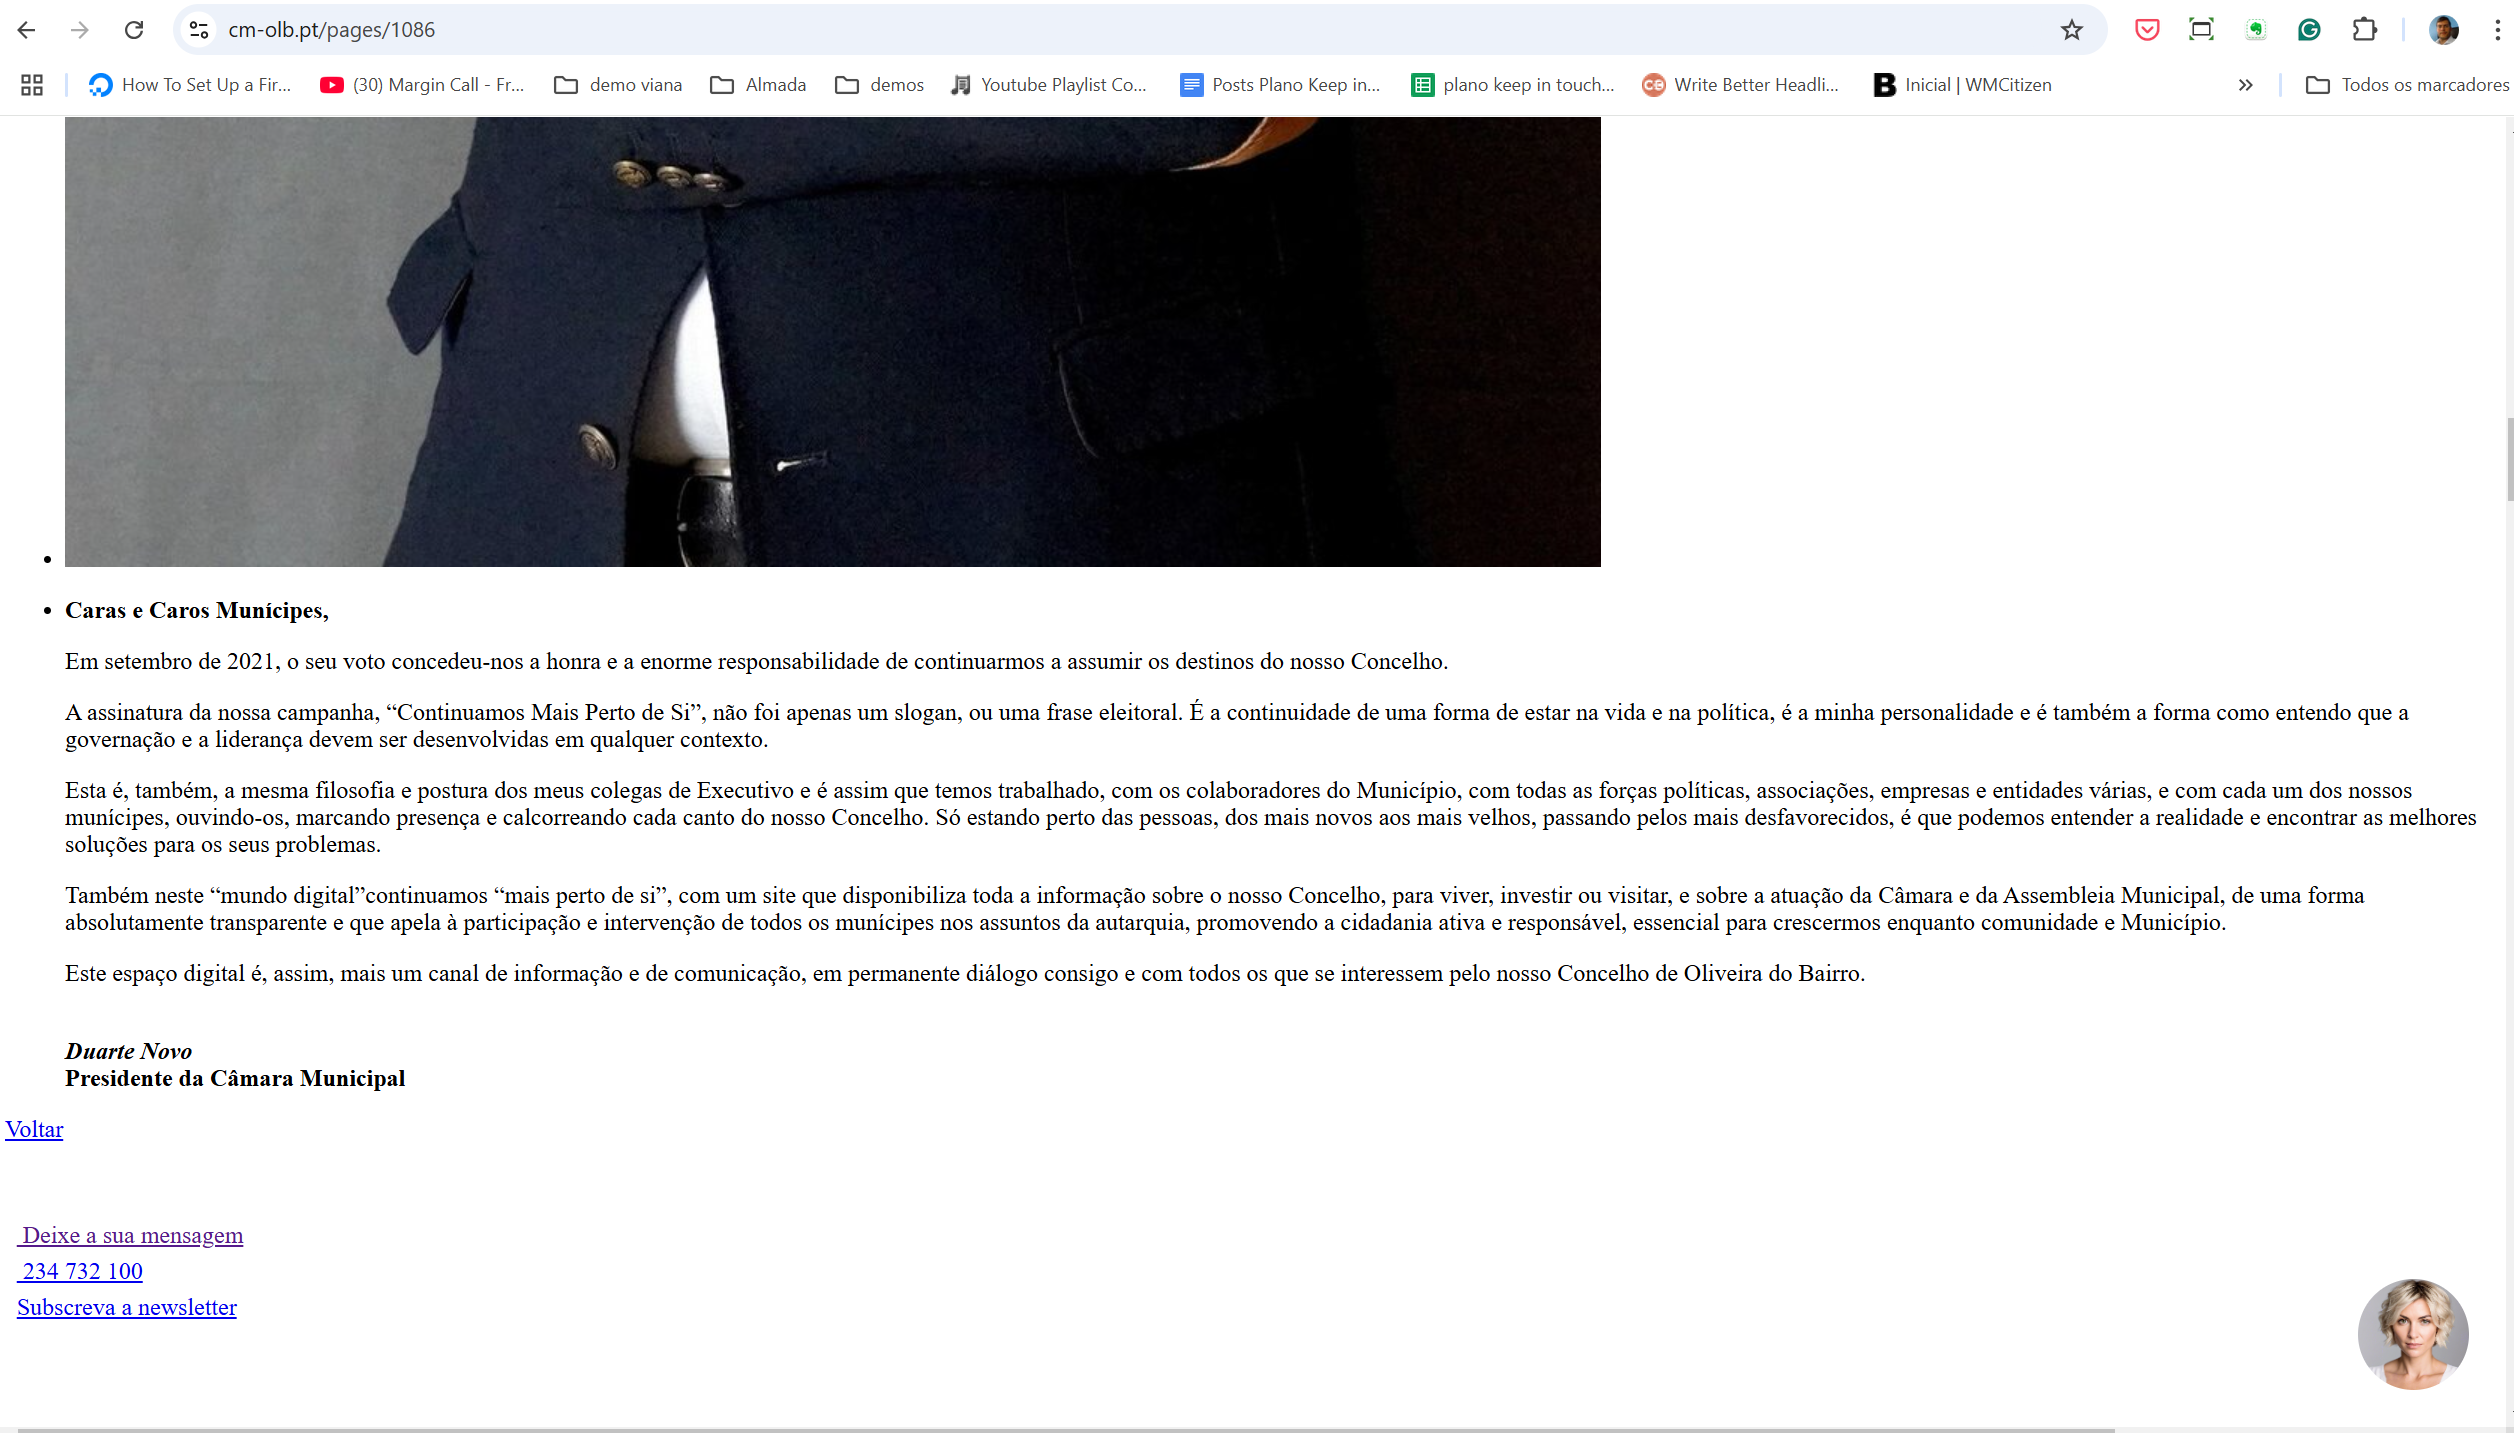 cm-olb.pt/pages/1086
How To Set Up a Fir... (30) Margin Call - Fr... demo viana Almada demos Youtube Playlist Co... Posts Plano Keep in... plano keep in touch... Write Better Headli... Inicial | WMCitizen » Todos os marcadores
Caras e Caros Munícipes,
Em setembro de 2021, o seu voto concedeu-nos a honra e a enorme responsabilidade de continuarmos a assumir os destinos do nosso Concelho.
A assinatura da nossa campanha, “Continuamos Mais Perto de Si”, não foi apenas um slogan, ou uma frase eleitoral. É a continuidade de uma forma de estar na vida e na política, é a minha personalidade e é também a forma como entendo que a
governação e a liderança devem ser desenvolvidas em qualquer contexto.
Esta é, também, a mesma filosofia e postura dos meus colegas de Executivo e é assim que temos trabalhado, com os colaboradores do Município, com todas as forças políticas, associações, empresas e entidades várias, e com cada um dos nossos
munícipes, ouvindo-os, marcando presença e calcorreando cada canto do nosso Concelho. Só estando perto das pessoas, dos mais novos aos mais velhos, passando pelos mais desfavorecidos, é que podemos entender a realidade e encontrar as melhores
soluções para os seus problemas.
Também neste “mundo digital”continuamos “mais perto de si”, com um site que disponibiliza toda a informação sobre o nosso Concelho, para viver, investir ou visitar, e sobre a atuação da Câmara e da Assembleia Municipal, de uma forma
absolutamente transparente e que apela à participação e intervenção de todos os munícipes nos assuntos da autarquia, promovendo a cidadania ativa e responsável, essencial para crescermos enquanto comunidade e Município.
Este espaço digital é, assim, mais um canal de informação e de comunicação, em permanente diálogo consigo e com todos os que se interessem pelo nosso Concelho de Oliveira do Bairro.
Duarte Novo
Presidente da Câmara Municipal
Voltar
Deixe a sua mensagem
234 732 100
Subscreva a newsletter